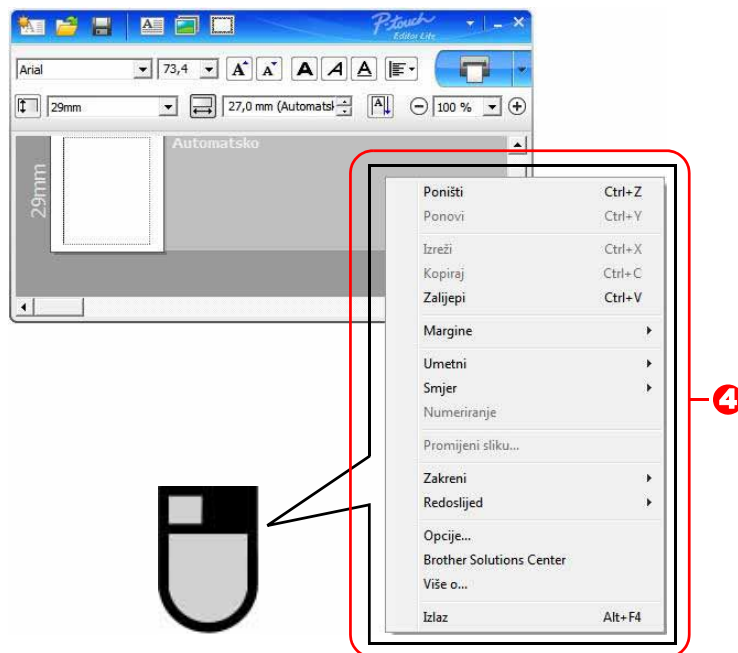 P-touch
Editor Lite
Arial 73,4 A A A A A
29mm 27,0 mm (Automats A 100 %
Automatsko
29mm
Poništi Ctrl+Z
Ponovi Ctrl+Y
Izreži Ctrl+X
Kopiraj Ctrl+C
Zalijepi Ctrl+V
Margine
Umetni
Smjer
Numeriranje
Promijeni sliku...
Zakreni
Redoslijed
Opcije...
Brother Solutions Center
Više o...
Izlaz Alt+F4
4